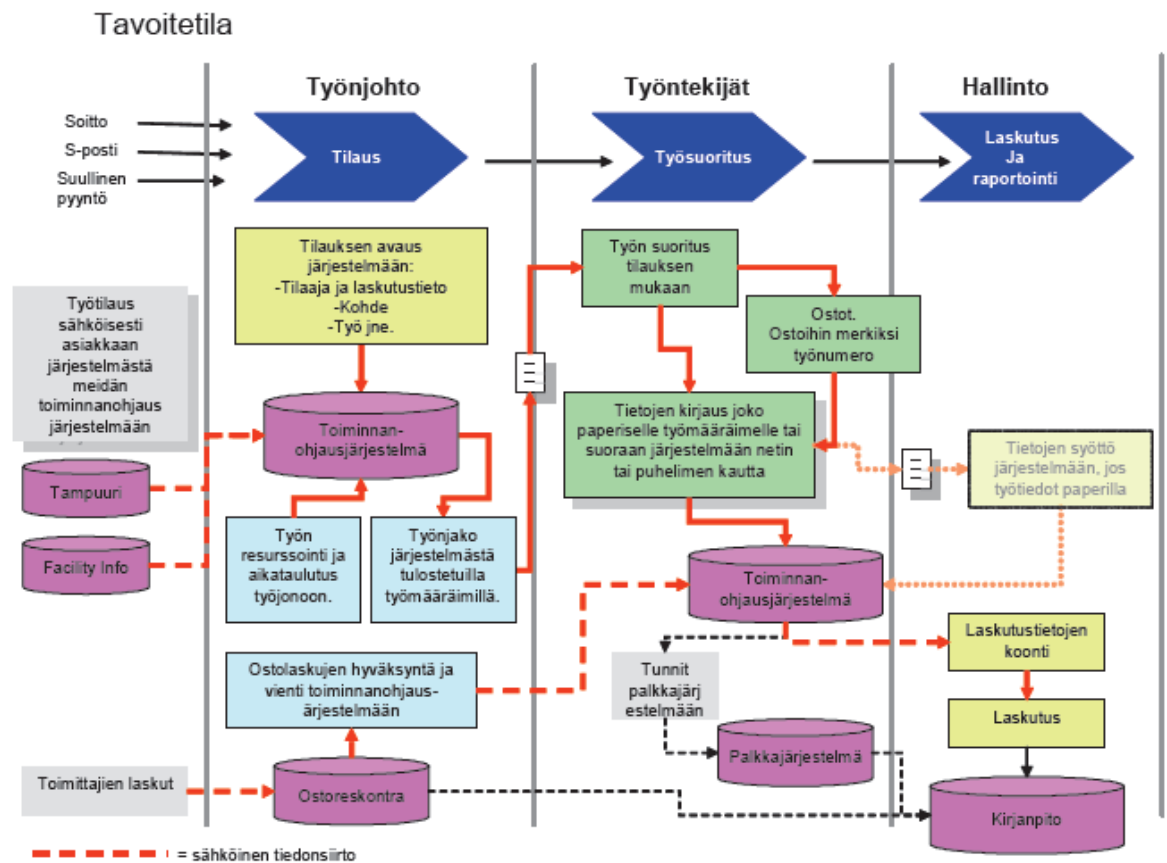 Tavoitetila
Työnjohto
Työntekijät
Hallinto
Soitto
S-posti
Suullinen
pyyntö
Tilaus
Työsuoritus
Laskutus
Ja
raportointi
Tilauksen avaus
järjestelmään:
-Tilaaja ja laskutustieto
-Kohde
-Työ jne.
Työn suoritus
tilauksen
mukaan
Ostot.
Ostoihin merkiksi
työnumero
Työtilaus
sähköisesti
asiakkaan
järjestelmästä
meidän
toiminnanohjaus
järjestelmään
Toiminnan-
ohjausjärjestelmä
Tietojen kirjaus joko
paperiselle työmääräimelle tai
suoraan järjestelmään netin
tai puhelimen kautta
Tietojen syöttö
järjestelmään, jos
työtiedot paperilla
Tampuuri
Facility Info
Työn
resurssointi ja
aikataulutus
työjonoon.
Työnjako
järjestelmästä
tulostetuilla
työmääräimillä.
Toiminnan-
ohjausjärjestelmä
Laskutustietojen
koonti
Ostolaskujen hyväksyntä ja
vienti toiminnanohjaus-
ärjestelmään
Tunnit
palkkajärj
estelmään
Laskutus
Palkkajärjestelmä
Toimittajien laskut
Ostoreskontra
Kirjanpito
= sähköinen tiedonsiirto